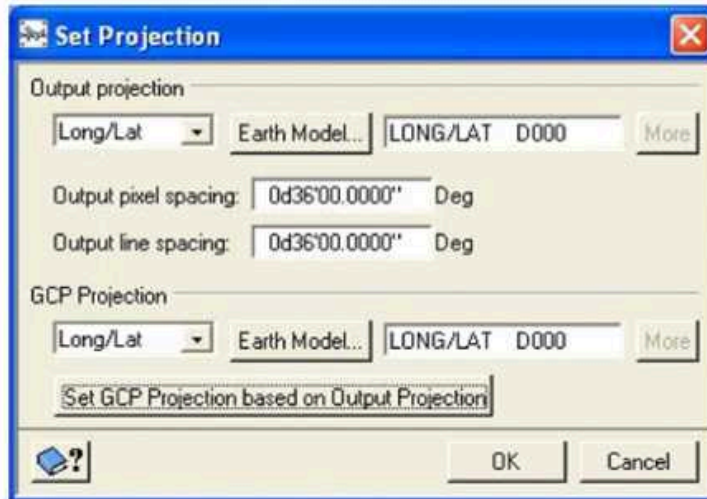 Set Projection
Output projection
Long/Lat Earth Model... LONG/LAT D000 More
Output pixel spacing: 0d36'00.0000" Deg
Output line spacing: 0d36'00.0000" Deg
GCP Projection
Long/Lat Earth Model... LONG/LAT D000 More
Set GCP Projection based on Output Projection
? OK Cancel